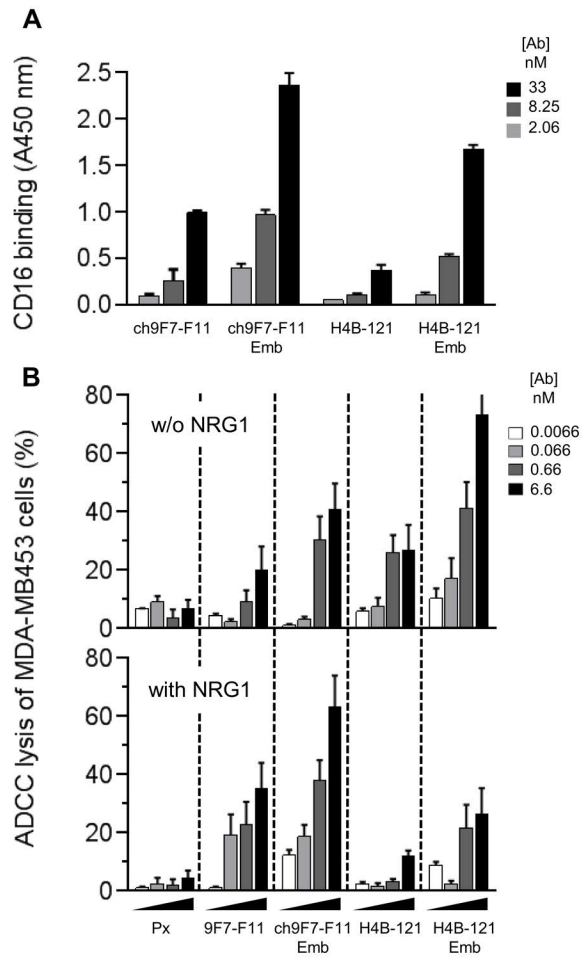 A
[Ab]
nM
33
8.25
2.06
CD16 binding (A450 nm)
2.5
2.0
1.5
1.0
0.5
0.0
ch9F7-F11
ch9F7-F11
Emb
H4B-121
H4B-121
Emb
B
[Ab]
nM
0.0066
0.066
0.66
6.6
ADCC lysis of MDA-MB453 cells (%)
80
60
40
20
0
w/o NRG1
80
60
40
20
0
with NRG1
Px
9F7-F11
ch9F7-F11
Emb
H4B-121
H4B-121
Emb